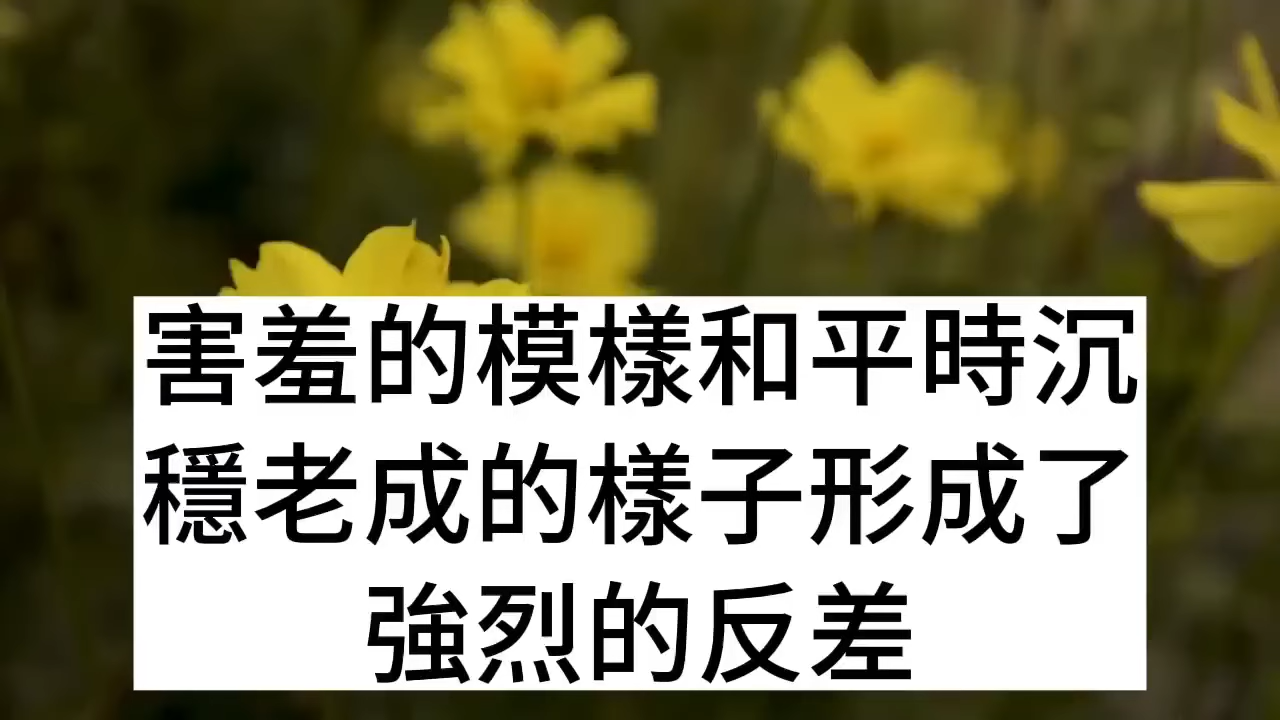 害羞的模樣和平時沉
穩老成的樣子形成了
強烈的反差